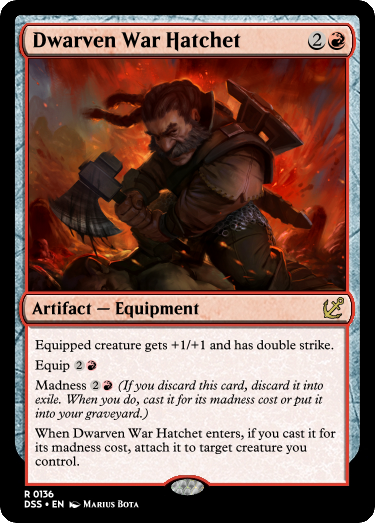 Dwarven War Hatchet 2
Artifact — Equipment
Equipped creature gets +1/+1 and has double strike.
Equip 2
Madness 2 (If you discard this card, discard it into
exile. When you do, cast it for its madness cost or put it
into your graveyard.)
When Dwarven War Hatchet enters, if you cast it for
its madness cost, attach it to target creature you
control.
R 0136
DSS • EN Marius Bota